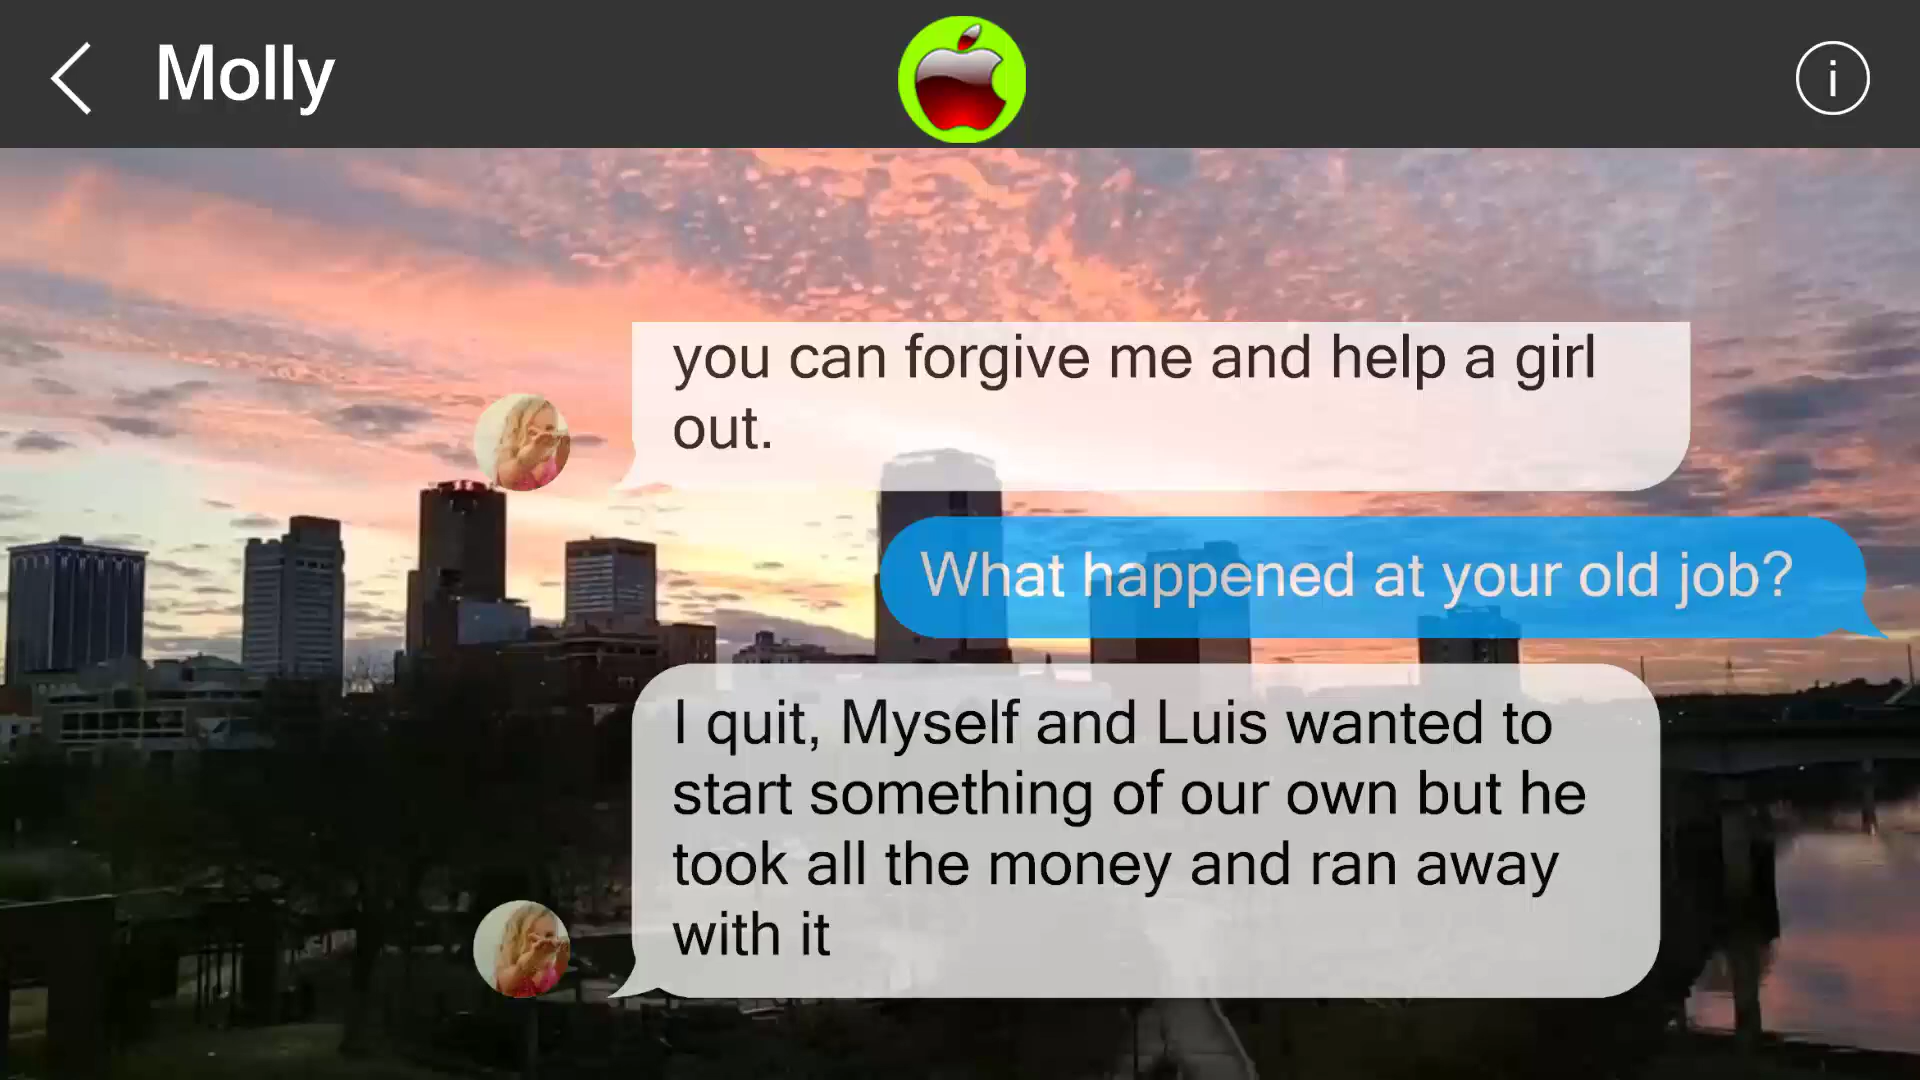 Molly
i
you can forgive me and help a girl
out.
What happened at your old job?
I quit, Myself and Luis wanted to
start something of our own but he
took all the money and ran away
with it